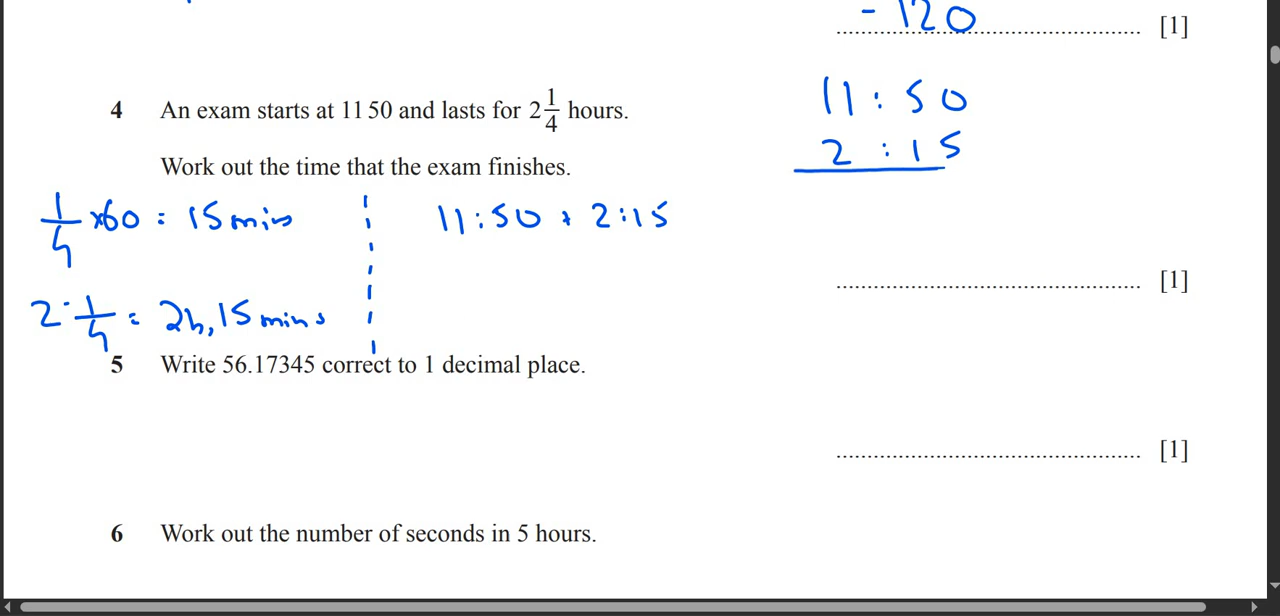 - 120
[1]
4 An exam starts at 11 50 and lasts for 2 1/4 hours.
11 : 50
2 : 15
Work out the time that the exam finishes.
1/4 x60 = 15 mins
11:50 + 2:15
[1]
2 1/4 = 2h, 15 mins
5 Write 56.17345 correct to 1 decimal place.
[1]
6 Work out the number of seconds in 5 hours.